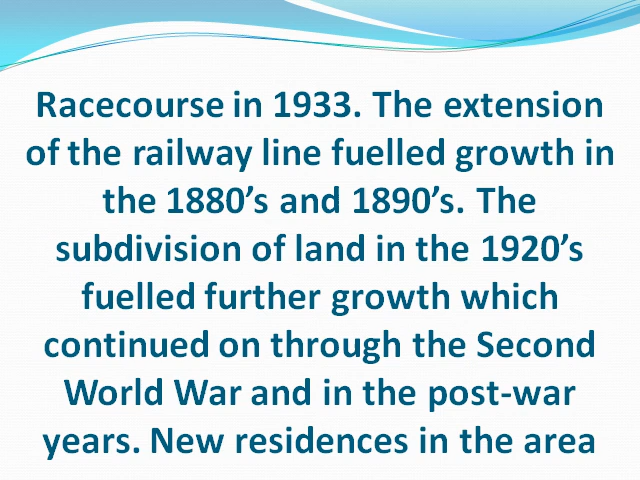 Racecourse in 1933. The extension
of the railway line fuelled growth in
the 1880’s and 1890’s. The
subdivision of land in the 1920’s
fuelled further growth which
continued on through the Second
World War and in the post-war
years. New residences in the area